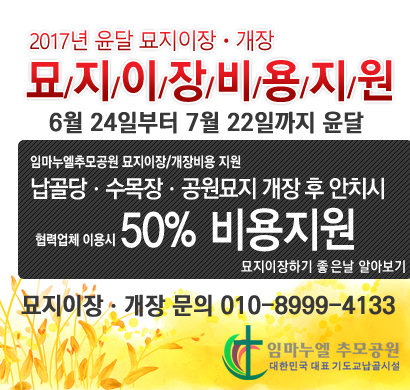 2017년 윤달 묘지이장 · 개장
묘/지/이/장/비/용/지/원
6월 24일부터 7월 22일까지 윤달
임마누엘추모공원 묘지이장/개장비용 지원
납골당 · 수목장 · 공원묘지 개장 후 안치시
협력업체 이용시 50% 비용지원
묘지이장하기 좋은날 알아보기
묘지이장 · 개장 문의 010-8999-4133
임마누엘 추모공원
대한민국 대표 기독교납골시설